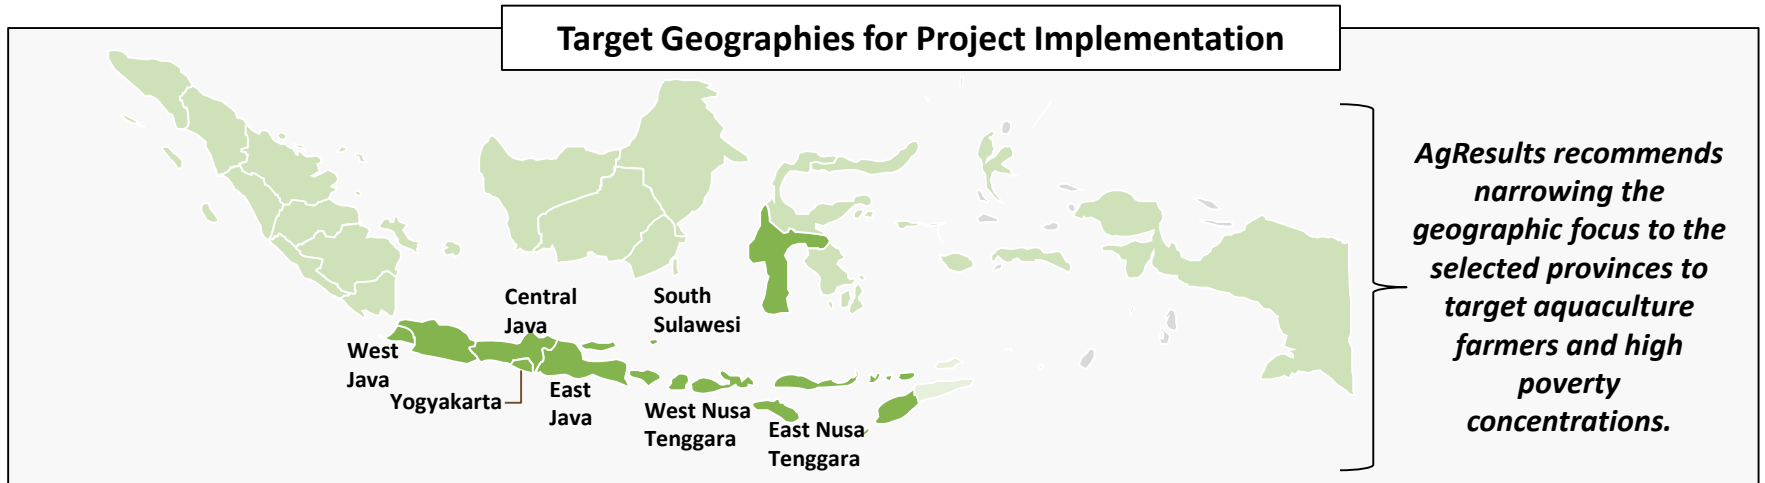 Target Geographies for Project Implementation
AgResults recommends
narrowing the
geographic focus to the
selected provinces to
target aquaculture
farmers and high
poverty
concentrations.
Central
Java
South
Sulawesi
West
Java
Yogyakarta
East
Java
West Nusa
Tenggara
East Nusa
Tenggara